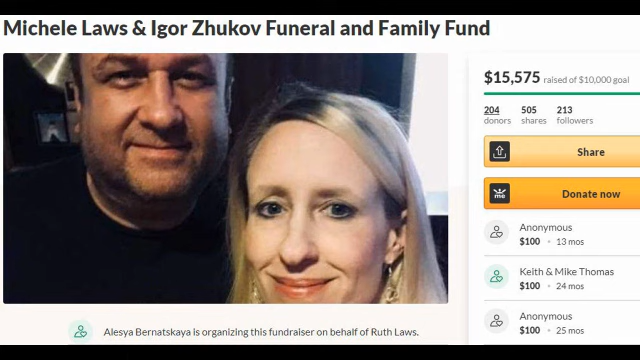 Michele Laws & Igor Zhukov Funeral and Family Fund
$15,575 raised of $10,000 goal
204 505 213
donors shares followers
Share
me Donate now
Anonymous
$100 • 13 mos
Keith & Mike Thomas
$100 • 24 mos
Anonymous
$100 • 25 mos
Alesya Bernatskaya is organizing this fundraiser on behalf of Ruth Laws.